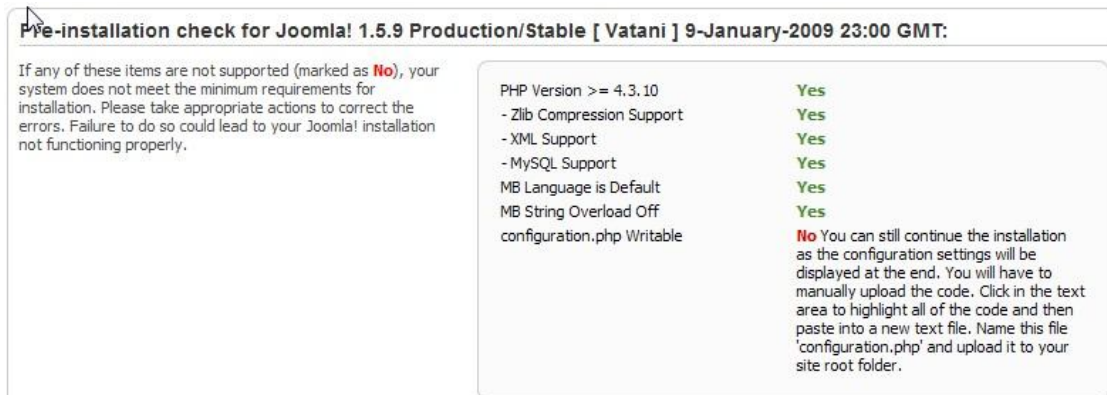 Pre-installation check for Joomla! 1.5.9 Production/Stable [ Vatani ] 9-January-2009 23:00 GMT:
If any of these items are not supported (marked as No), your
system does not meet the minimum requirements for
installation. Please take appropriate actions to correct the
errors. Failure to do so could lead to your Joomla! installation
not functioning properly.
PHP Version >= 4.3.10 Yes
- Zlib Compression Support Yes
- XML Support Yes
- MySQL Support Yes
MB Language is Default Yes
MB String Overload Off Yes
configuration.php Writable No You can still continue the installation
as the configuration settings will be
displayed at the end. You will have to
manually upload the code. Click in the text
area to highlight all of the code and then
paste into a new text file. Name this file
'configuration.php' and upload it to your
site root folder.